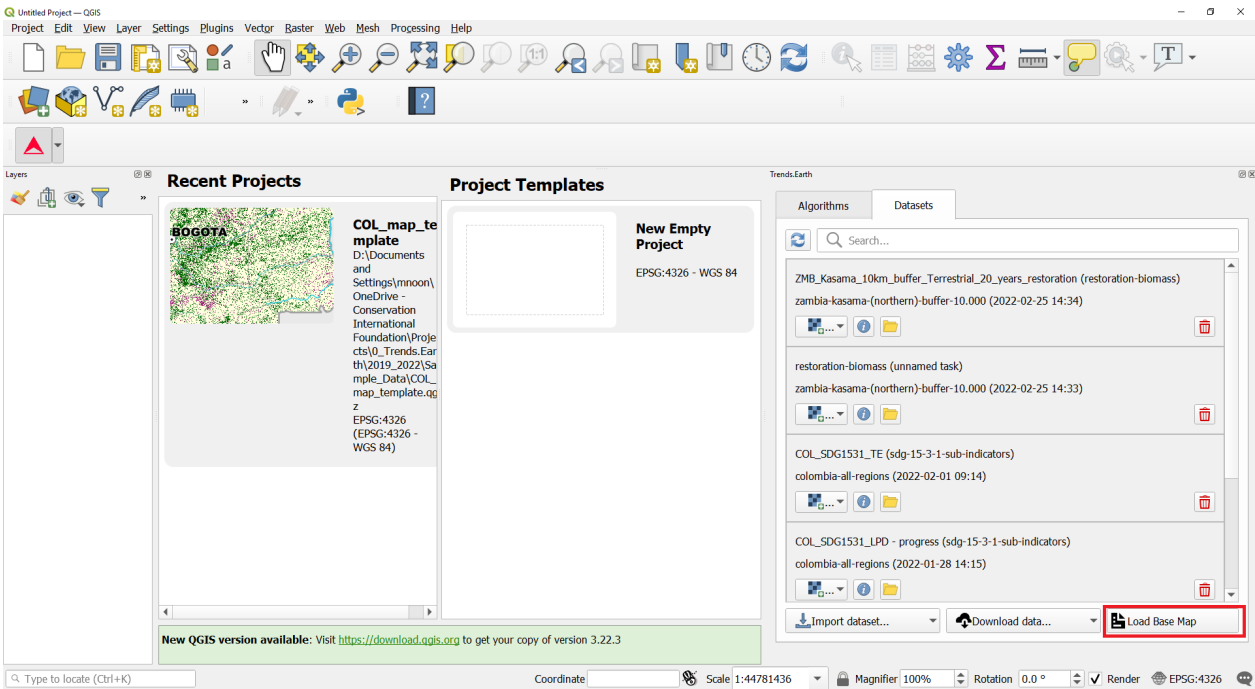 Untitled Project — QGIS
Project Edit View Layer Settings Plugins Vector Raster Web Mesh Processing Help
1:1
a
T
»
»
?
Layers
»
Recent Projects
BOGOTA
COL_map_te
mplate
D:\Documents
and
Settings\mnoon\
OneDrive -
Conservation
International
Foundation\Proje
cts\0_Trends.Ear
th\2019_2022\Sa
mple_Data\COL_
map_template.qg
z
EPSG:4326
(EPSG:4326 -
WGS 84)
Project Templates
New Empty
Project
EPSG:4326 - WGS 84
New QGIS version available: Visit https://download.qgis.org to get your copy of version 3.22.3
Trends.Earth
Algorithms Datasets
Search...
ZMB_Kasama_10km_buffer_Terrestrial_20_years_restoration (restoration-biomass)
zambia-kasama-(northern)-buffer-10.000 (2022-02-25 14:34)
...
restoration-biomass (unnamed task)
zambia-kasama-(northern)-buffer-10.000 (2022-02-25 14:33)
...
COL_SDG1531_TE (sdg-15-3-1-sub-indicators)
colombia-all-regions (2022-02-01 09:14)
...
COL_SDG1531_LPD - progress (sdg-15-3-1-sub-indicators)
colombia-all-regions (2022-01-28 14:15)
...
Import dataset... Download data... Load Base Map
Type to locate (Ctrl+K) Coordinate Scale 1:44781436 Magnifier 100% Rotation 0.0 ° Render EPSG:4326